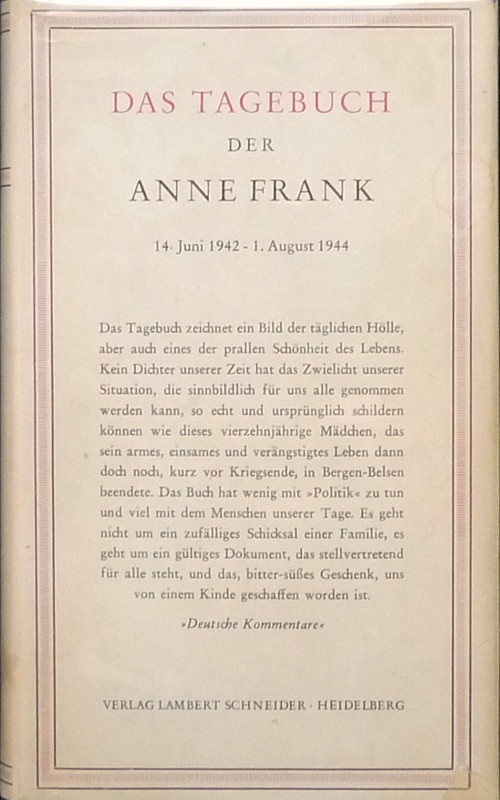 DAS TAGEBUCH
DER
ANNE FRANK
14. Juni 1942 - 1. August 1944
Das Tagebuch zeichnet ein Bild der täglichen Hölle,
aber auch eines der prallen Schönheit des Lebens.
Kein Dichter unserer Zeit hat das Zwielicht unserer
Situation, die sinnbildlich für uns alle genommen
werden kann, so echt und ursprünglich schildern
können wie dieses vierzehnjährige Mädchen, das
sein armes, einsames und verängstigtes Leben dann
doch noch, kurz vor Kriegsende, in Bergen-Belsen
beendete. Das Buch hat wenig mit »Politik« zu tun
und viel mit dem Menschen unserer Tage. Es geht
nicht um ein zufälliges Schicksal einer Familie, es
geht um ein gültiges Dokument, das stellvertretend
für alle steht, und das, bitter-süßes Geschenk, uns
von einem Kinde geschaffen worden ist.
»Deutsche Kommentare«
VERLAG LAMBERT SCHNEIDER · HEIDELBERG